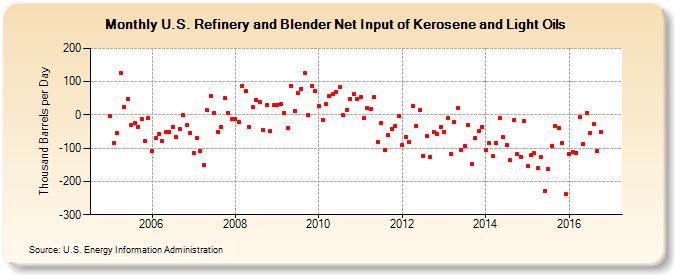 Monthly U.S. Refinery and Blender Net Input of Kerosene and Light Oils
Thousand Barrels per Day
200
100
0
-100
-200
-300
2006 2008 2010 2012 2014 2016
Source: U.S. Energy Information Administration